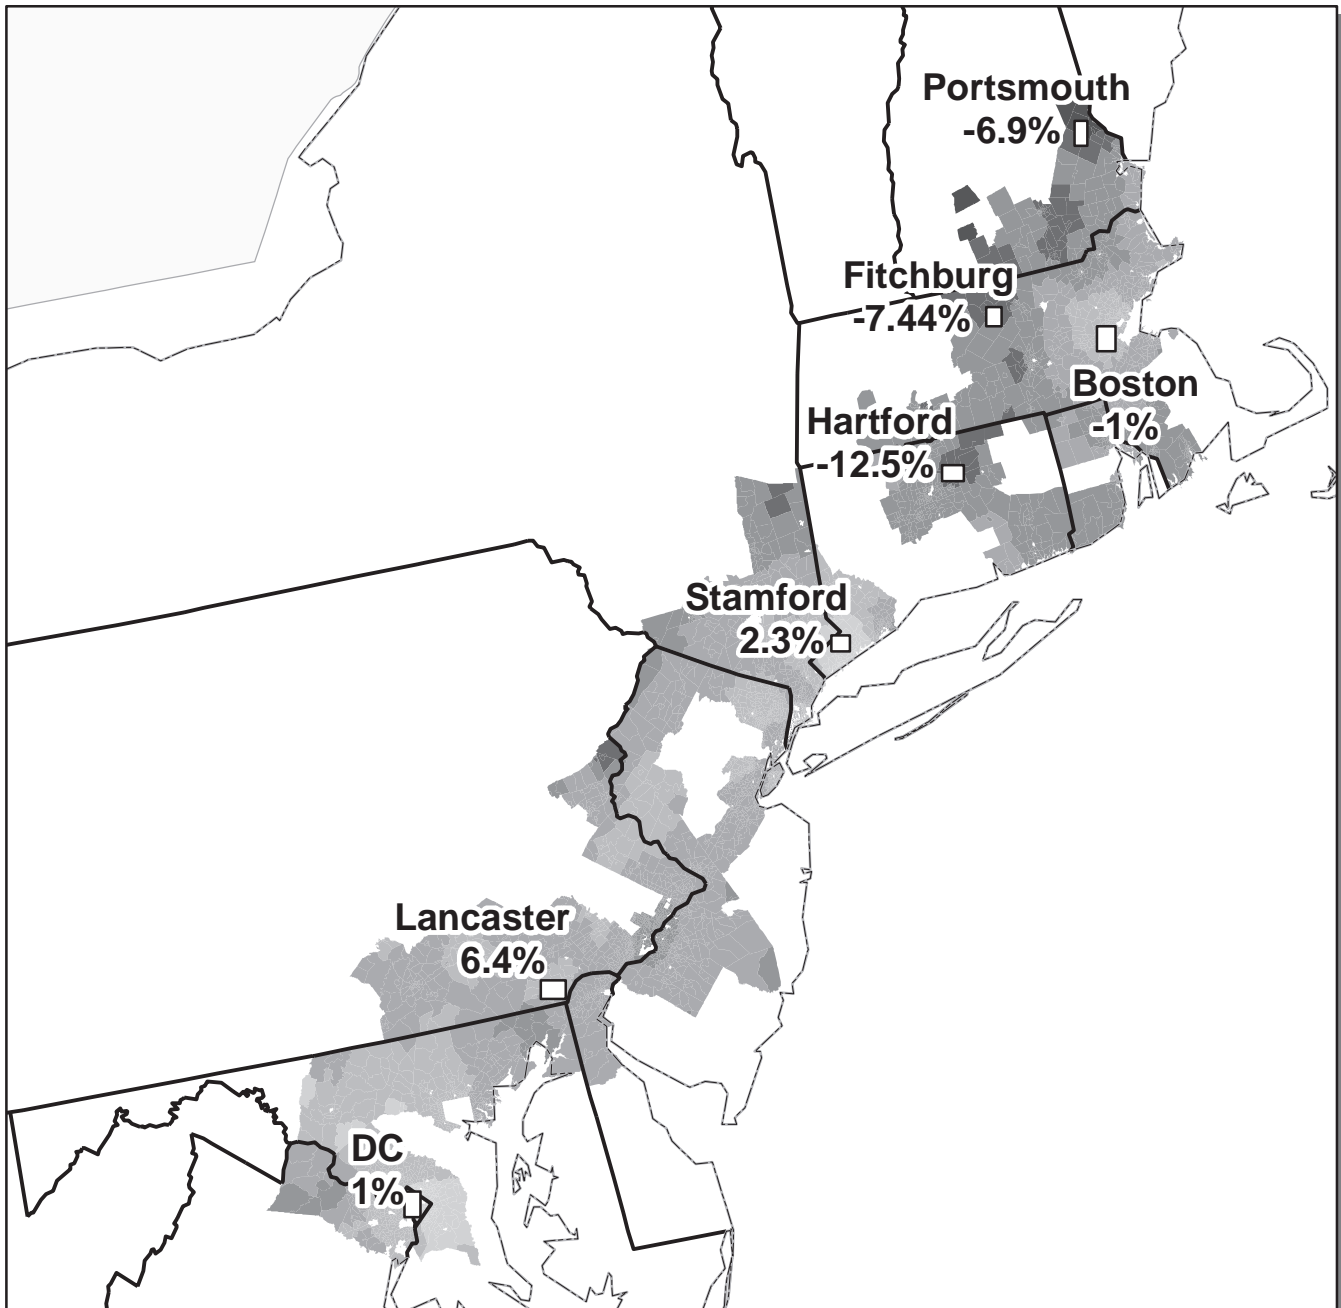 Portsmouth
-6.9%
Fitchburg
-7.44%
Boston
-1%
Hartford
-12.5%
Stamford
2.3%
Lancaster
6.4%
DC
1%